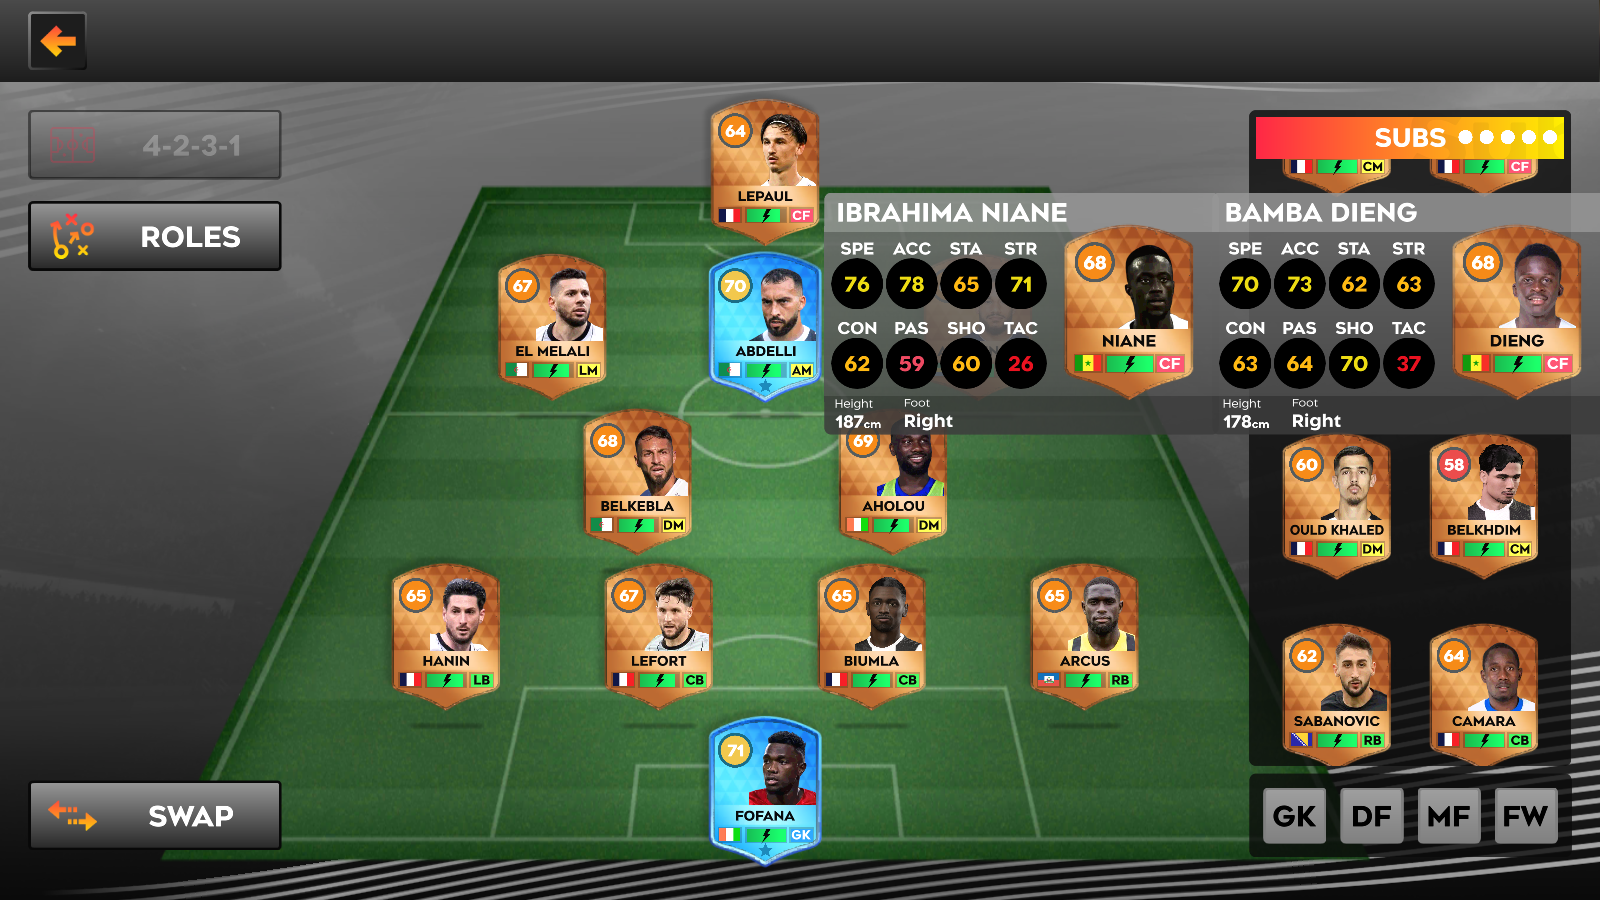 4-2-3-1
ROLES
SWAP
64
LEPAUL
CF
67
EL MELALI
LM
70
ABDELLI
AM
68
BELKEBLA
DM
69
AHOLOU
DM
65
HANIN
LB
67
LEFORT
CB
65
BIUMLA
CB
65
ARCUS
RB
71
FOFANA
GK
SUBS
CM
CF
IBRAHIMA NIANE
SPE ACC STA STR
76 78 65 71
CON PAS SHO TAC
62 59 60 26
Height Foot
187cm Right
68
NIANE
CF
BAMBA DIENG
SPE ACC STA STR
70 73 62 63
CON PAS SHO TAC
63 64 70 37
Height Foot
178cm Right
68
DIENG
CF
60
OULD KHALED
DM
58
BELKHDIM
CM
62
SABANOVIC
RB
64
CAMARA
CB
GK DF MF FW